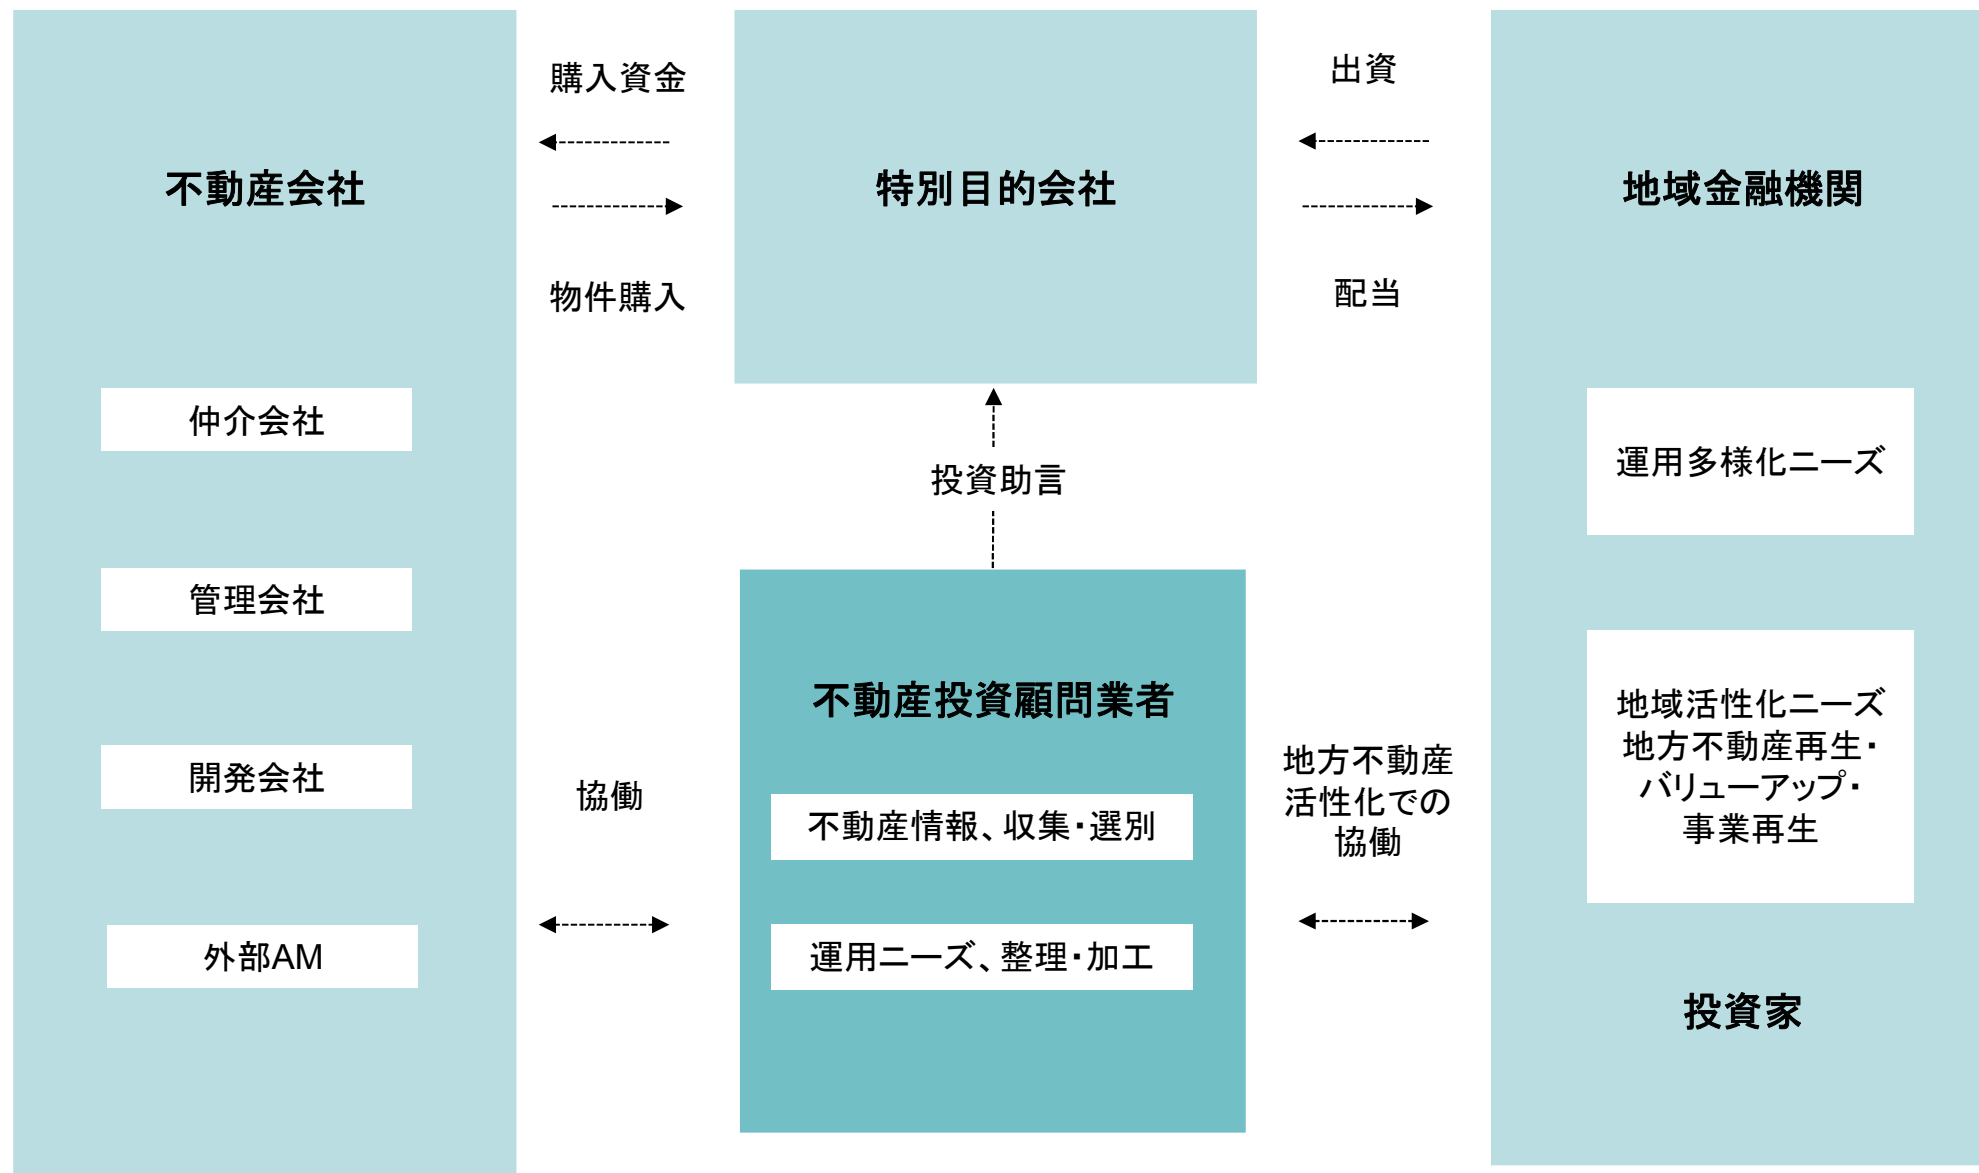 不動産会社
仲介会社
管理会社
開発会社
外部AM
購入資金
物件購入
協働
特別目的会社
投資助言
不動産投資顧問業者
不動産情報、収集・選別
運用ニーズ、整理・加工
出資
配当
地方不動産
活性化での
協働
地域金融機関
運用多様化ニーズ
地域活性化ニーズ
地方不動産再生・
バリューアップ・
事業再生
投資家